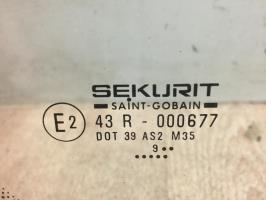 SEKURIT
SAINT-GOBAIN
E2 43 R - 000677
DOT 39 AS2 M35
9